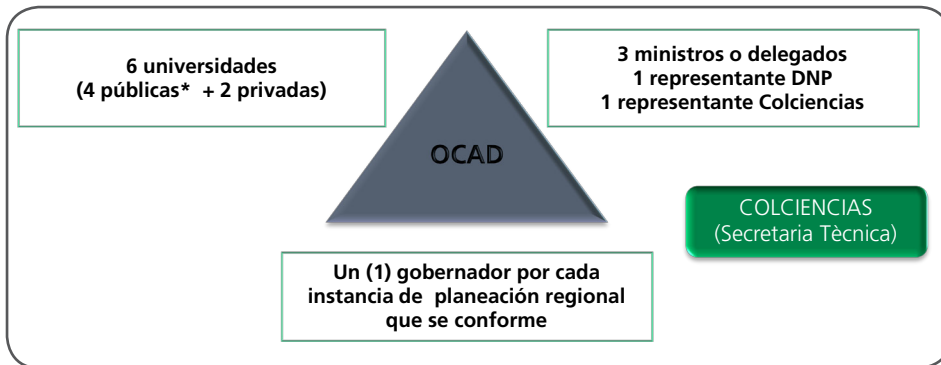 6 universidades
(4 públicas* + 2 privadas)
3 ministros o delegados
1 representante DNP
1 representante Colciencias
OCAD
COLCIENCIAS
(Secretaria Tècnica)
Un (1) gobernador por cada
instancia de planeación regional
que se conforme